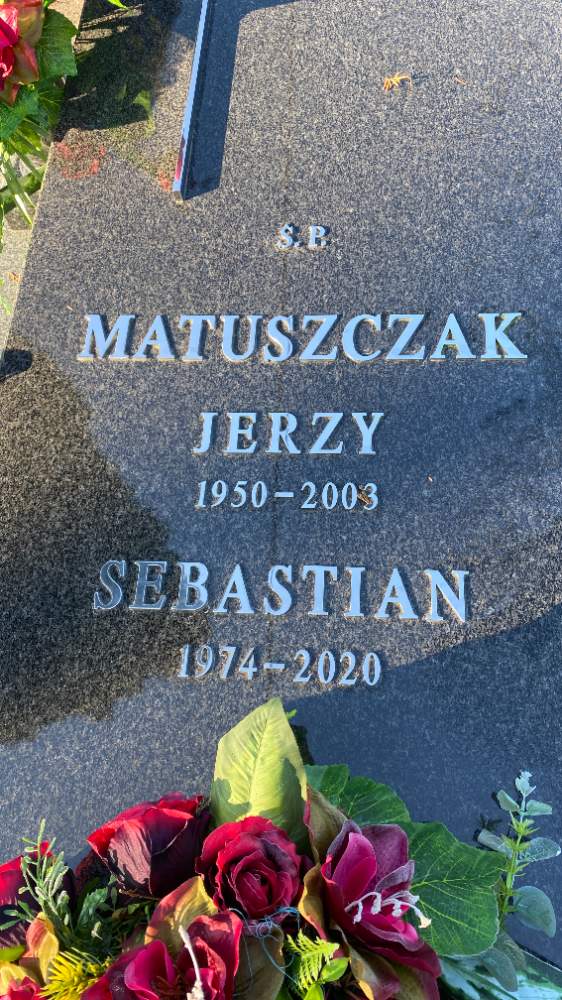 Ś. P.
MATUSZCZAK
JERZY
1950–2003
SEBASTIAN
1974–2020